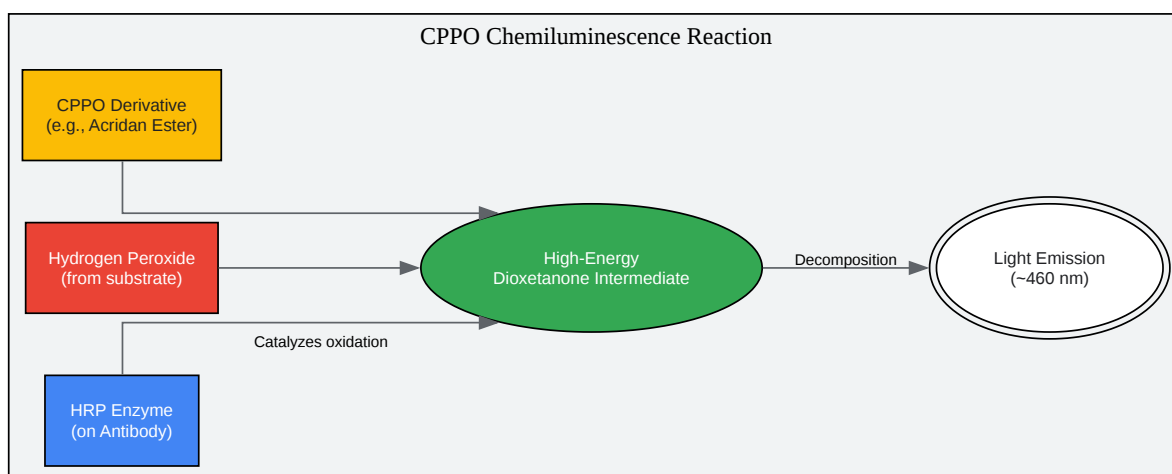 CPPO Chemiluminescence Reaction
CPPO Derivative
(e.g., Acridan Ester)
Hydrogen Peroxide
(from substrate)
High-Energy
Dioxetanone Intermediate
Decomposition
Light Emission
(~460 nm)
Catalyzes oxidation
HRP Enzyme
(on Antibody)